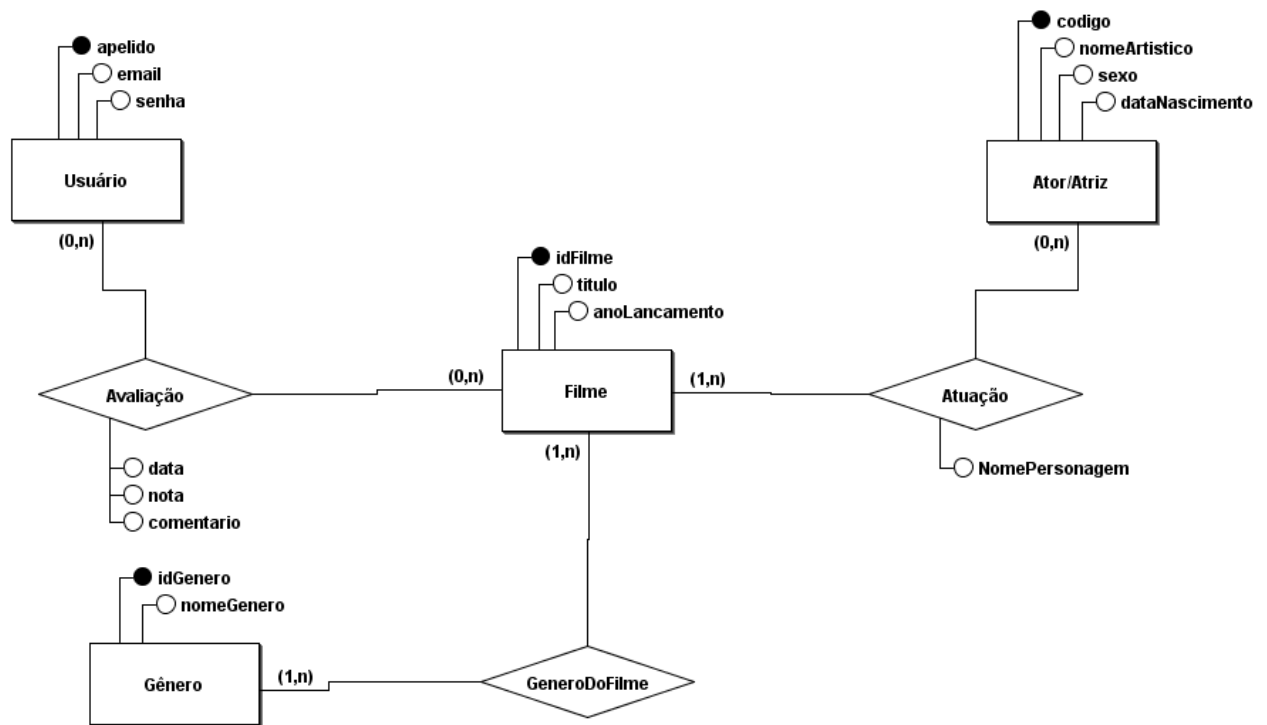 apelido
email
senha
Usuário
(0,n)
codigo
nomeArtistico
sexo
dataNascimento
Ator/Atriz
(0,n)
idFilme
titulo
anoLancamento
(0,n)
Filme
(1,n)
(1,n)
Avaliação
data
nota
comentario
Atuação
NomePersonagem
idGenero
nomeGenero
Gênero
(1,n)
GeneroDoFilme